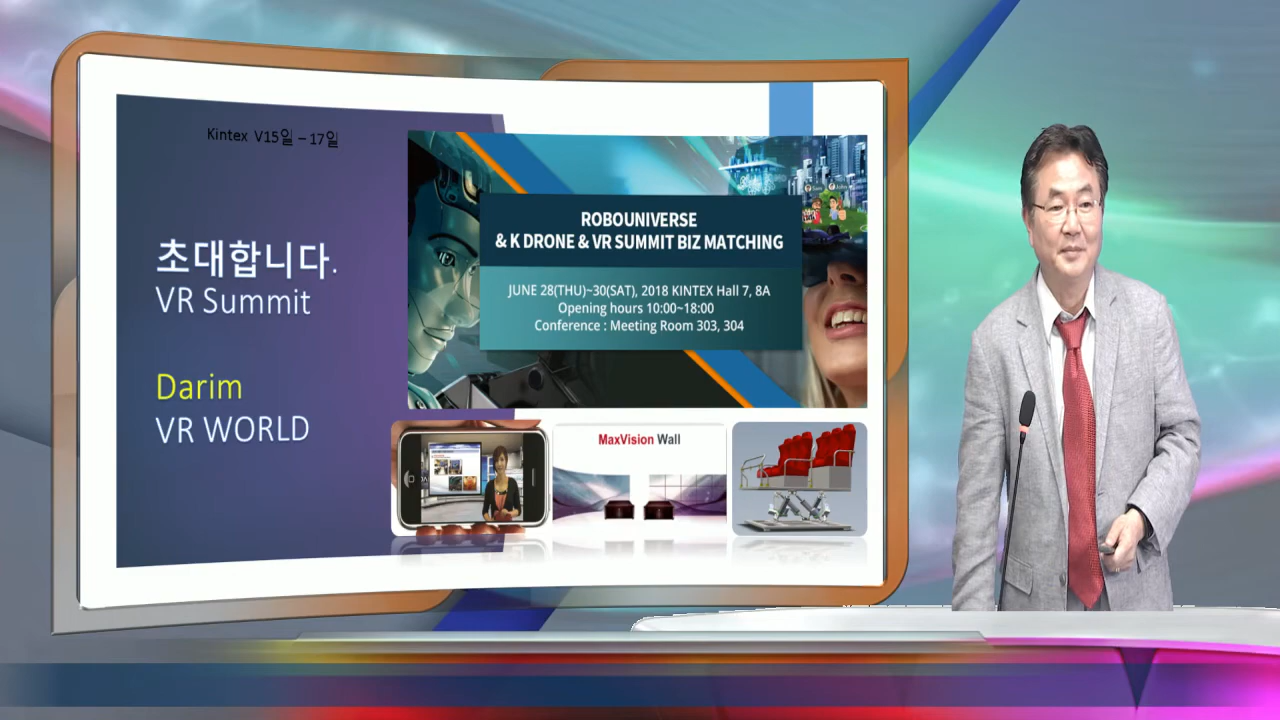 Kintex V15일 – 17일
초대합니다.
VR Summit
Darim
VR WORLD
ROBOUNIVERSE
& K DRONE & VR SUMMIT BIZ MATCHING
JUNE 28(THU)~30(SAT), 2018 KINTEX Hall 7, 8A
Opening hours 10:00~18:00
Conference : Meeting Room 303, 304
MaxVision Wall